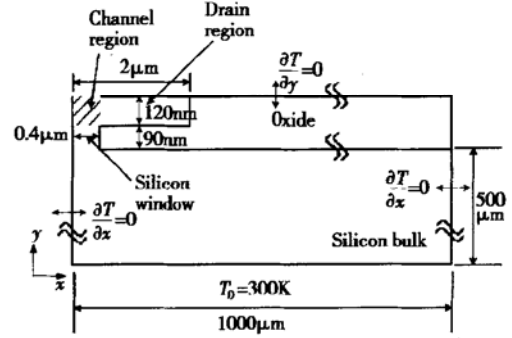 Channel
region
Drain
region
2μm
∂T/∂y=0
120nm
Oxide
0.4μm
90nm
Silicon
window
∂T/∂x=0
500
μm
∂T/∂x=0
y
Silicon bulk
x
T₀=300K
1000μm